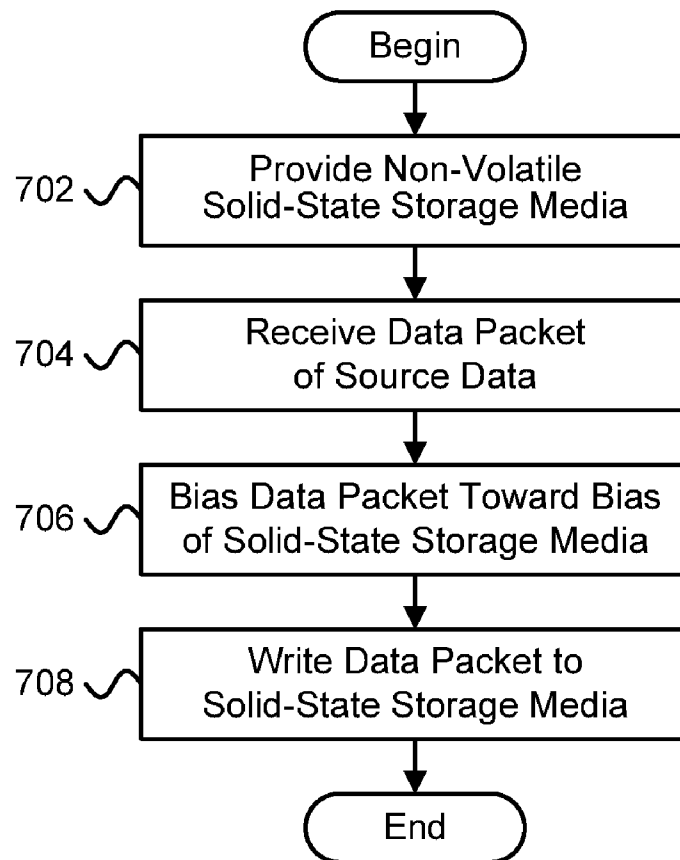 Begin
702
Provide Non-Volatile
Solid-State Storage Media
704
Receive Data Packet
of Source Data
706
Bias Data Packet Toward Bias
of Solid-State Storage Media
708
Write Data Packet to
Solid-State Storage Media
End